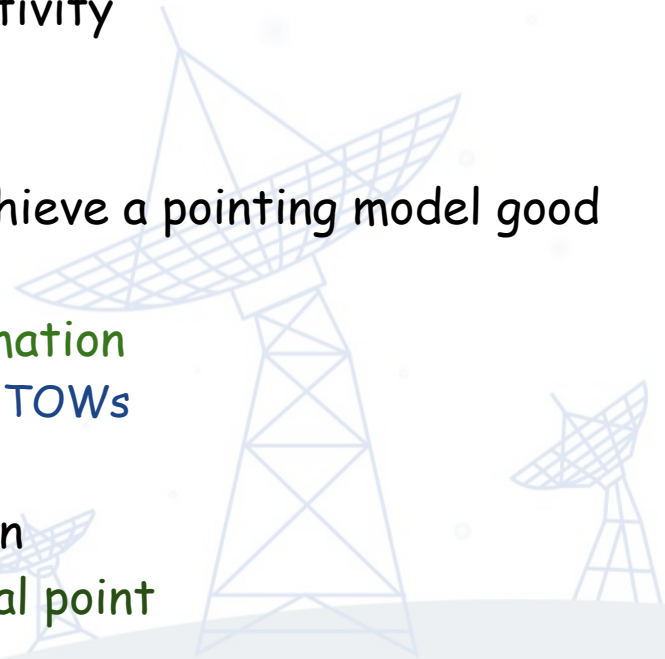 tivity
hieve a pointing model good
nation
TOWs
n
al point